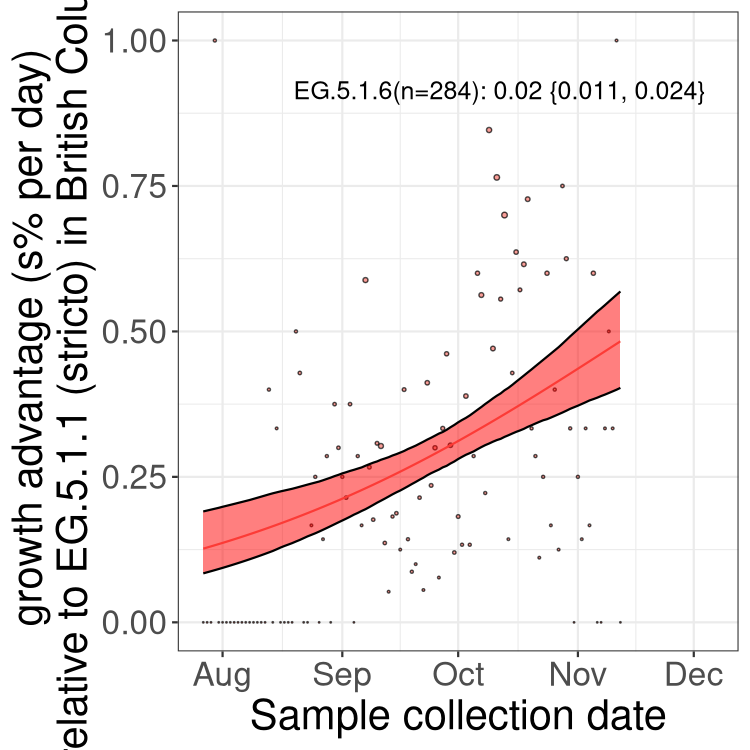 growth advantage (s% per day)
relative to EG.5.1.1 (stricto) in British Colu
1.00
0.75
0.50
0.25
0.00
EG.5.1.6(n=284): 0.02 {0.011, 0.024}
Aug Sep Oct Nov Dec
Sample collection date